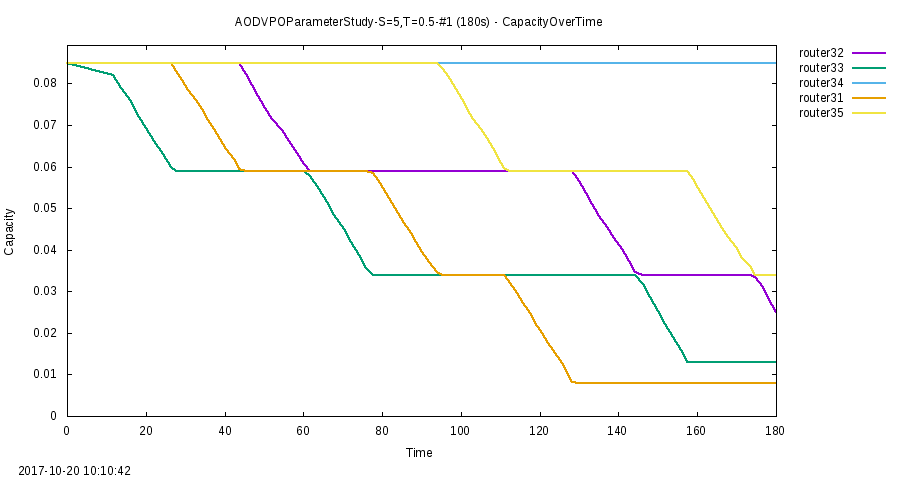 AODVPOParameterStudy-S=5,T=0.5-#1 (180s) - CapacityOverTime
router32
router33
router34
router31
router35
0.08
0.07
0.06
0.05
0.04
0.03
0.02
0.01
0
Capacity
0 20 40 60 80 100 120 140 160 180
Time
2017-10-20 10:10:42